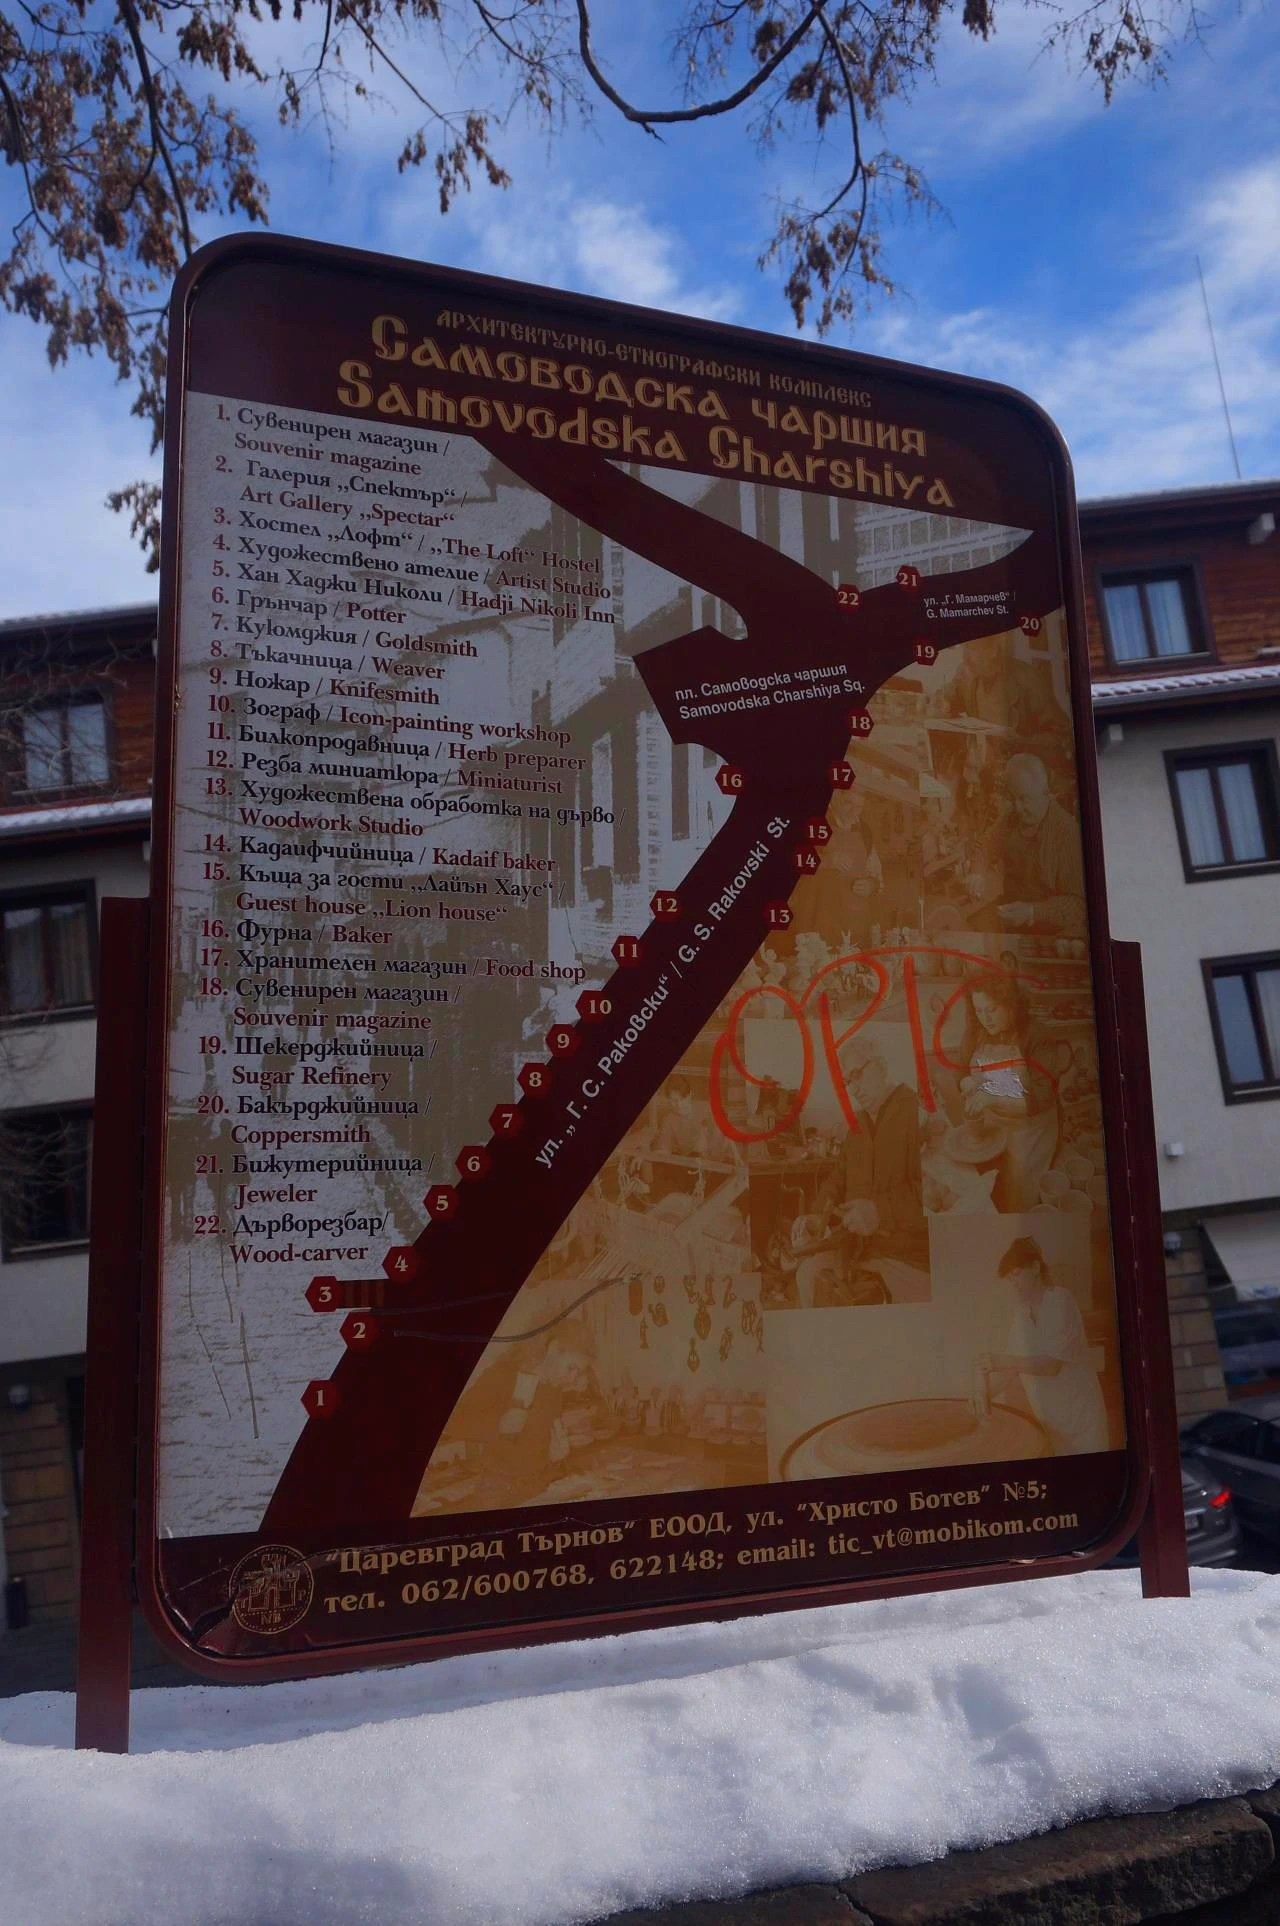 Архитектурно-етнографски комплекс
Самоводска чаршия
Samovodska Charshiya
1. Сувенирен магазин /
Souvenir magazine
2. Галерия „Спектър“ /
Art Gallery „Spectar“
3. Хостел „Лофт“ / „The Loft“ Hostel
4. Художествено ателие / Artist Studio
5. Хан Хаджи Николи / Hadji Nikoli Inn
6. Грънчар / Potter
7. Куюмджия / Goldsmith
8. Тъкачница / Weaver
9. Ножар / Knifesmith
10. Зограф / Icon-painting workshop
11. Билкопродавница / Herb preparer
12. Резба миниатюра / Miniaturist
13. Художествена обработка на дърво /
Woodwork Studio
14. Кадаифчийница / Kadaif baker
15. Къща за гости „Лайън Хаус“ /
Guest house „Lion house“
16. Фурна / Baker
17. Хранителен магазин / Food shop
18. Сувенирен магазин /
Souvenir magazine
19. Шекерджийница /
Sugar Refinery
20. Бакърджийница /
Coppersmith
21. Бижутерийница /
Jeweler
22. Дърворезбар/
Wood-carver
21
22
ул. „Г. Мамарчев“ /
G. Mamarchev St.
20
19
пл. Самоводска чаршия
Samovodska Charshiya Sq.
18
17
16
15
14
13
12
11
10
9
8
7
6
5
4
3
2
1
ул. „Г. С. Раковски“ / G. S. Rakovski St.
OPTC
"Царевград Търнов" ЕООД, ул. "Христо Ботев" №5;
тел. 062/600768, 622148; email: tic_vt@mobikom.com